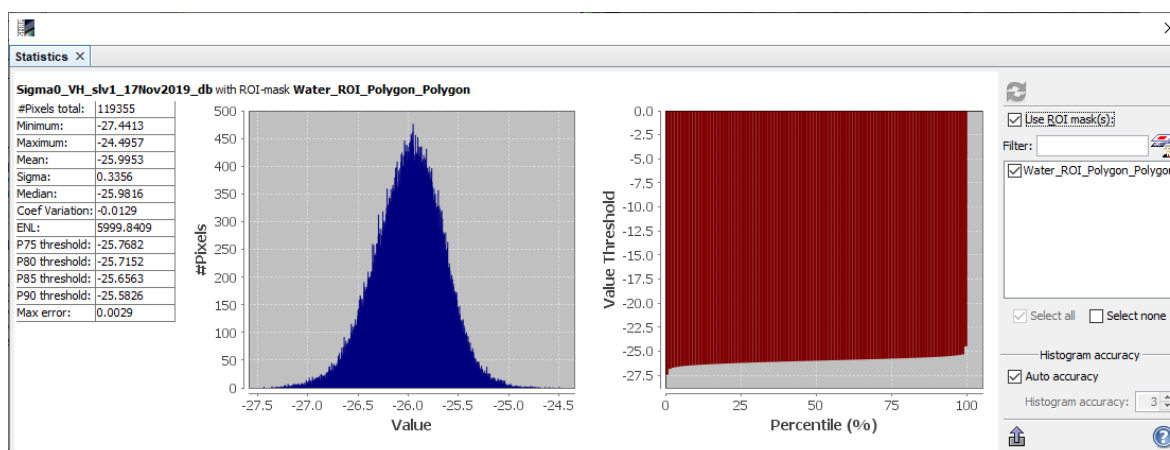 Statistics
Sigma0_VH_slv1_17Nov2019_db with ROI-mask Water_ROI_Polygon_Polygon
#Pixels total: 119355
Minimum: -27.4413
Maximum: -24.4957
Mean: -25.9953
Sigma: 0.3356
Median: -25.9816
Coef Variation: -0.0129
ENL: 5999.8409
P75 threshold: -25.7682
P80 threshold: -25.7152
P85 threshold: -25.6563
P90 threshold: -25.5826
Max error: 0.0029
#Pixels
500
450
400
350
300
250
200
150
100
50
0
-27.5 -27.0 -26.5 -26.0 -25.5 -25.0 -24.5
Value
Value Threshold
0.0
-2.5
-5.0
-7.5
-10.0
-12.5
-15.0
-17.5
-20.0
-22.5
-25.0
-27.5
0 25 50 75 100
Percentile (%)
Use ROI mask(s):
Filter:
Water_ROI_Polygon_Polygon
Select all Select none
Histogram accuracy
Auto accuracy
Histogram accuracy: 3